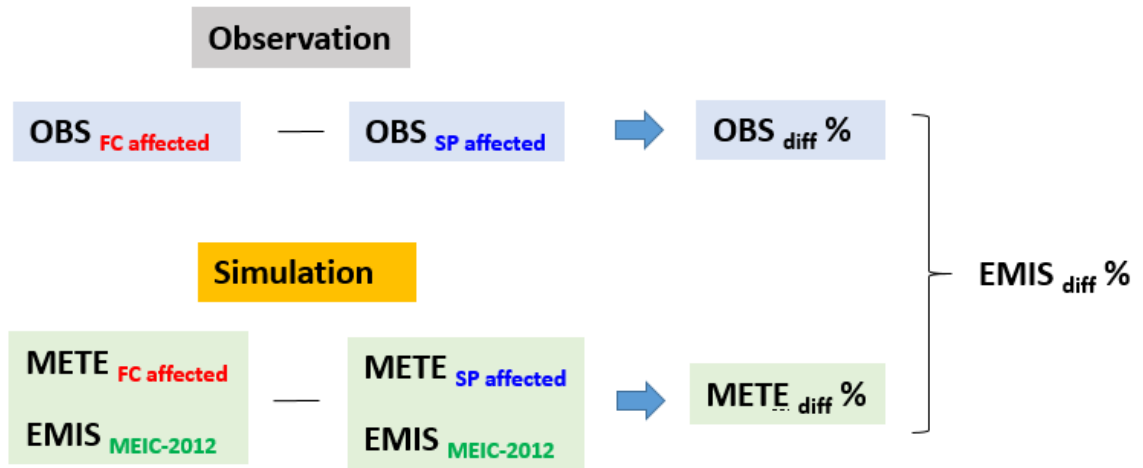 Observation
OBS FC affected — OBS SP affected OBS diff %
EMIS diff %
Simulation
METE FC affected — METE SP affected METE diff %
EMIS MEIC-2012 EMIS MEIC-2012